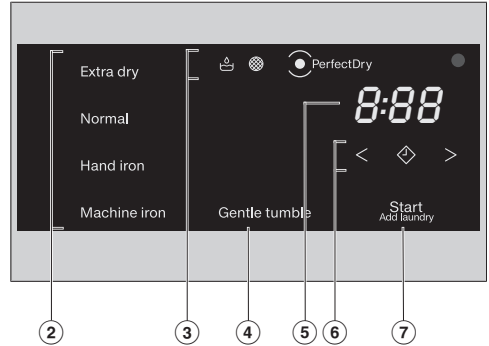 Extra dry
PerfectDry
8:88
Normal
Hand iron
< >
Machine iron
Gentle tumble
Start
Add laundry
② ③ ④ ⑤ ⑥ ⑦